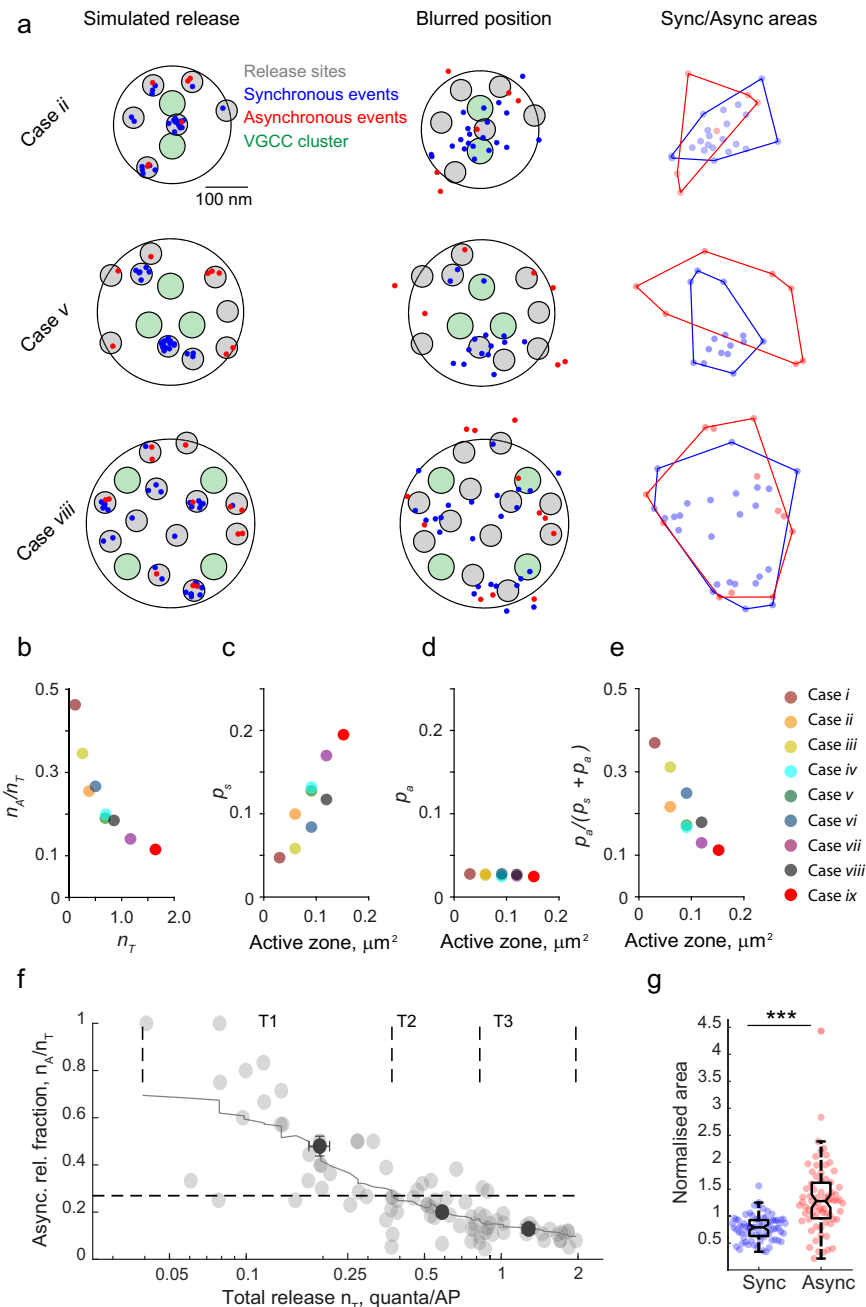 a
Simulated release
Blurred position
Sync/Async areas
Case ii
Release sites
Synchronous events
Asynchronous events
VGCC cluster
100 nm
Case v
Case viii
b
c
d
e
0.5
0.3
0.1
0
n_A/n_T
0
1.0
2.0
n_T
0.2
0.1
0
p_s
0
0.1
0.2
Active zone, µm²
0.2
0.1
0
p_a
0
0.1
0.2
Active zone, µm²
0.5
0.3
0.1
0
p_a/(p_s + p_a)
0
0.1
0.2
Active zone, µm²
Case i
Case ii
Case iii
Case iv
Case v
Case vi
Case vii
Case viii
Case ix
f
T1
T2
T3
1
0.8
0.6
0.4
0.2
0
Async. rel. fraction, n_A/n_T
0.05
0.1
0.25
0.5
1
2
Total release n_T, quanta/AP
g
***
4.5
4
3.5
3
2.5
2
1.5
1
0.5
Normalised area
Sync
Async